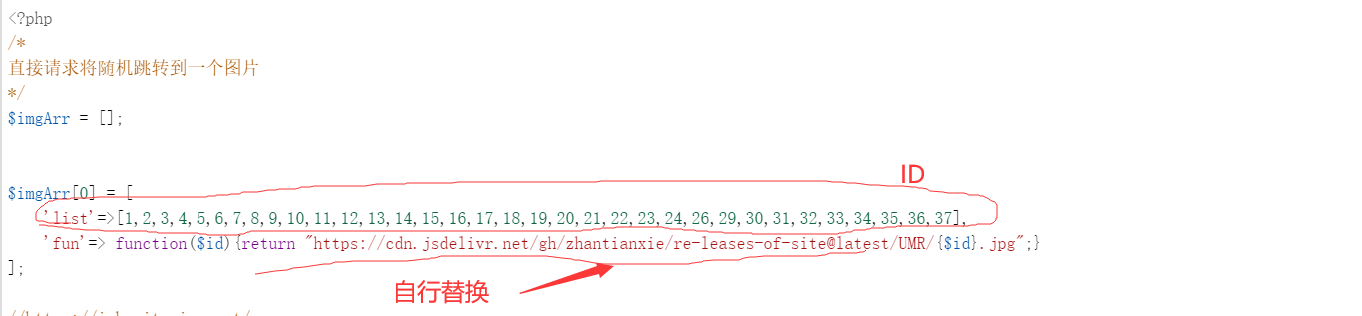 <?php
/*
直接请求将随机跳转到一个图片
*/
$imgArr = [];
ID
$imgArr[0] = [
'list'=>[1,2,3,4,5,6,7,8,9,10,11,12,13,14,15,16,17,18,19,20,21,22,23,24,26,29,30,31,32,33,34,35,36,37],
'fun'=> function($id){return "https://cdn.jsdelivr.net/gh/zhantianxie/re-leases-of-site@latest/UMR/{$id}.jpg";}
];
自行替换